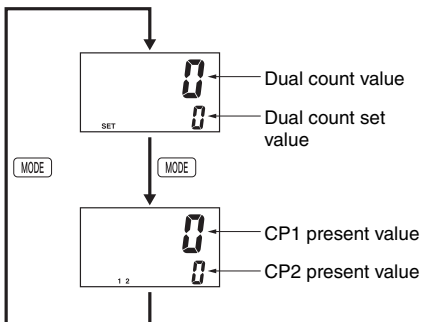 0
Dual count value
0
Dual count set
value
SET
MODE
MODE
0
CP1 present value
0
CP2 present value
1 2